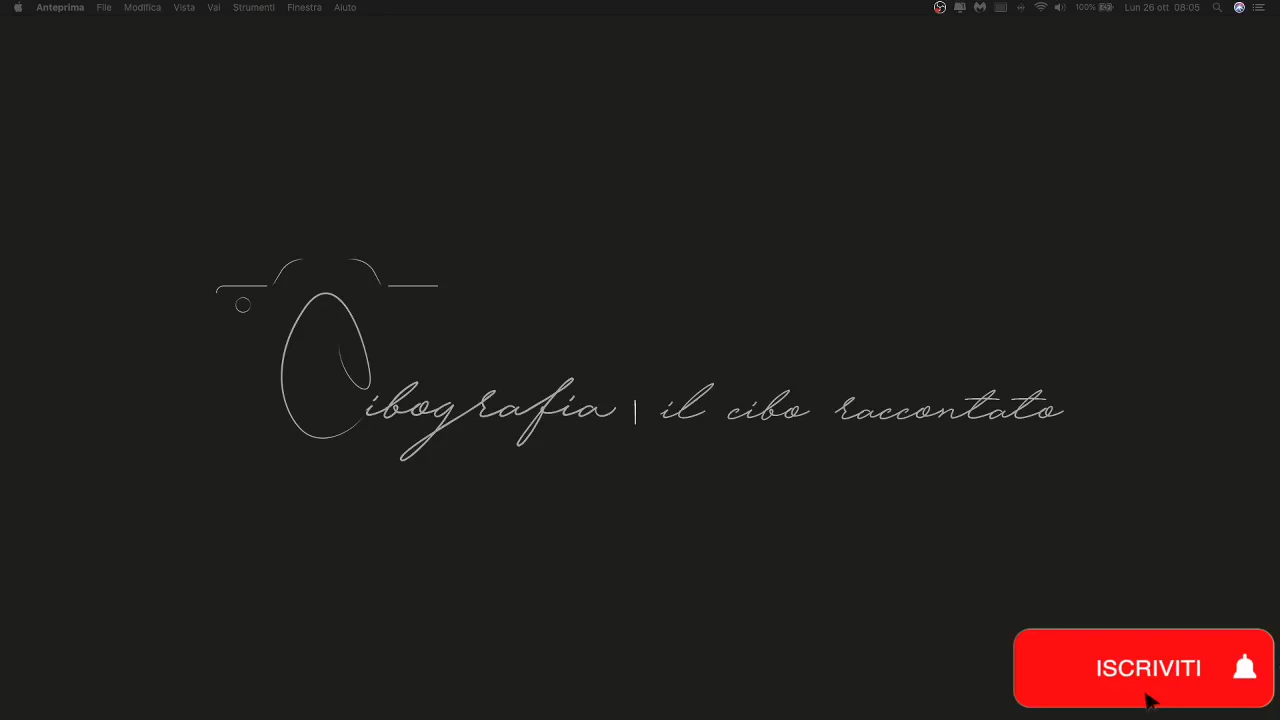 Anteprima File Modifica Vista Vai Strumenti Finestra Aiuto 100% Lun 26 ott 08:05
Cibografia | il cibo raccontato
ISCRIVITI